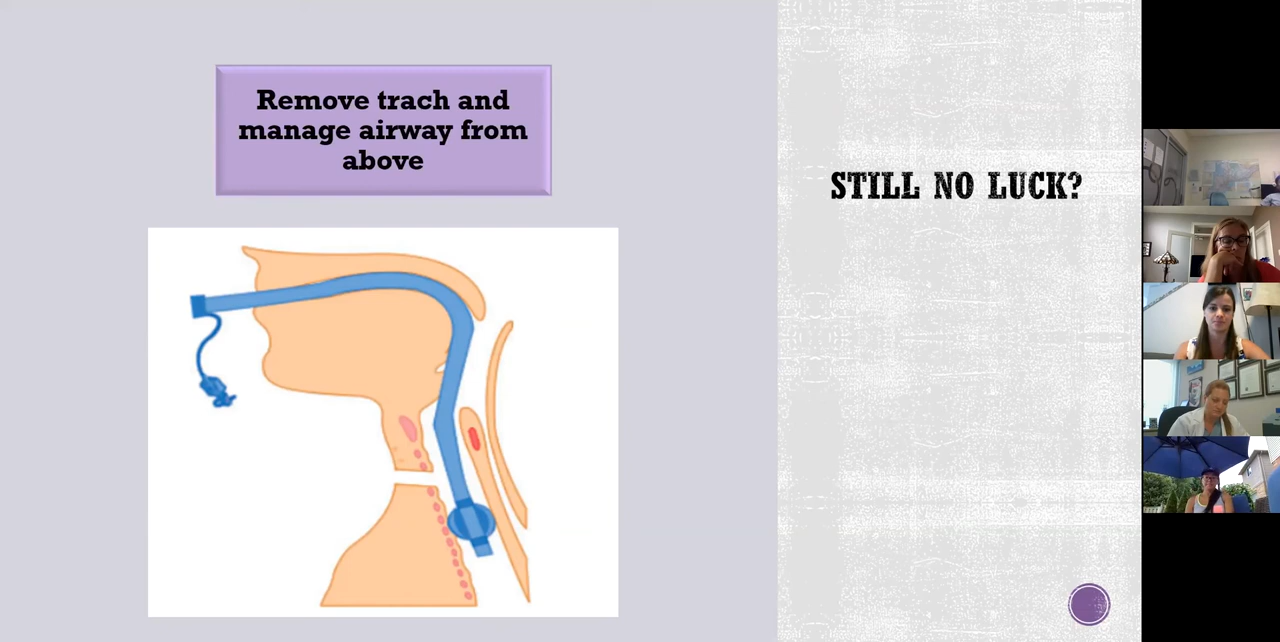 Remove trach and
manage airway from
above
STILL NO LUCK?